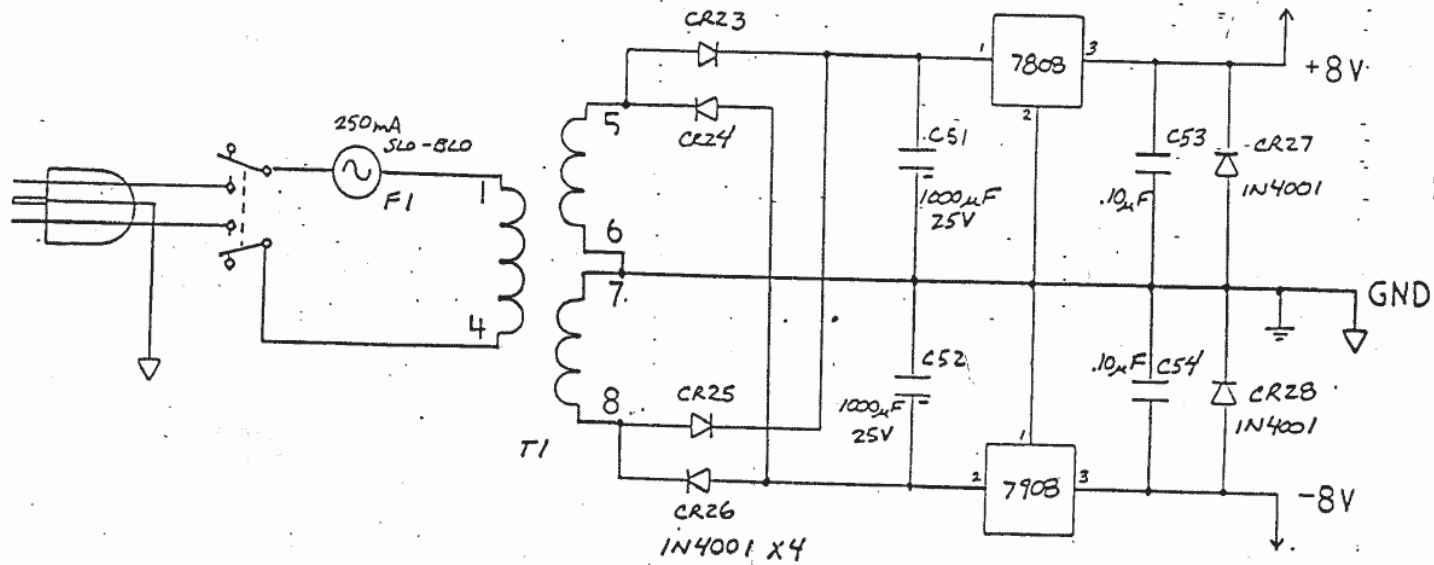 CR23
1
7808
3
+8V
2
250mA
SLO-BLO
F1
5
CR24
C51
1000µF
25V
C53
.10µF
CR27
1N4001
1
6
7
4
GND
8
CR25
C52
1000µF
25V
.10µF
C54
CR28
1N4001
T1
1
2
7908
3
-8V
CR26
1N4001 X4